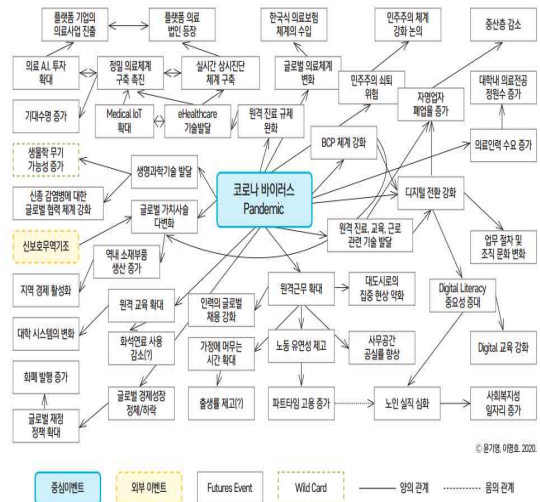 플랫폼 기업의
의료사업 진출
플랫폼 의료
법인 등장
한국식 의료보험
체계의 수입
민주주의 체계
강화 논의
중산층 감소
의료 A.I. 투자
확대
정밀 의료체계
구축 촉진
실시간 상시진단
체계 구축
글로벌 의료체계
변화
민주주의 쇠퇴
위험
자영업자
폐업률 증가
대학내 의료전공
정원수 증가
기대수명 증가
Medical IoT
확대
eHealthcare
기술발달
원격 진료 규제
완화
BCP 체계 강화
의료인력 수요 증가
생물학 무기
가능성 증가
생명과학기술 발달
코로나 바이러스
Pandemic
디지털 전환 강화
신종 감염병에 대한
글로벌 협력 체계 강화
글로벌 가치사슬
다변화
신보호무역기조
원격 진료, 교육, 근로
관련 기술 발달
업무 절차 및
조직 문화 변화
역내 소재부품
생산 증가
지역 경제 활성화
원격 교육 확대
인력의 글로벌
채용 강화
원격근무 확대
대도시로의
집중 현상 약화
Digital Literacy
중요성 증대
대학 시스템의 변화
화석연료 사용
감소(?)
가정에 머무는
시간 확대
노동 유연성 제고
사무공간
공실률 향상
Digital 교육 강화
화폐 발행 증가
글로벌 재정
정책 확대
글로벌 경제성장
정체/하락
출생률 제고(?)
파트타임 고용 증가
노인 실직 심화
사회복지성
일자리 증가
© 윤기영, 이명호. 2020.
중심이벤트
외부 이벤트
Futures Event
Wild Card
양의 관계
음의 관계